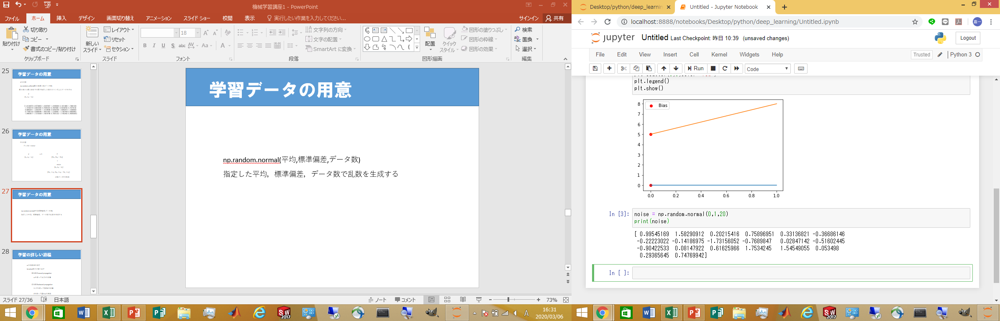 機械学習講座1 - PowerPoint
ファイル ホーム 挿入 デザイン 画面切り替え アニメーション スライド ショー 校閲 表示 実行したい作業を入力してください... サインイン 共有
貼り付け 切り取り コピー 書式のコピー/貼り付け
クリップボード
新しいスライド レイアウト リセット セクション
スライド
18
B I U S abc AV Aa A
フォント
文字列の方向 文字の配置 SmartArt に変換
段落
配置 クイックスタイル 図形の塗りつぶし 図形の枠線 図形の効果
図形描画
検索 置換 選択
編集
25
学習データの用意
26
学習データの用意
27
学習データの用意
28
学習の詳しい過程
学習データの用意
np.random.normal(平均,標準偏差,データ数)
指定した平均，標準偏差，データ数で乱数を生成する
スライド 27/36 日本語 ノート コメント 73%
A 16:31
2020/03/06
Desktop/python/deep_learnin Untitled - Jupyter Notebook
localhost:8888/notebooks/Desktop/python/deep_learning/Untitled.ipynb
嘉一
jupyter Untitled Last Checkpoint: 昨日 10:39 (unsaved changes) Logout
File Edit View Insert Cell Kernel Widgets Help Trusted Python 3
Run Code
plt.legend()
plt.show()
Bias
8
7
6
5
4
3
2
1
0
0.0 0.2 0.4 0.6 0.8 1.0
In [3]: noise = np.random.normal(0,1,20)
print(noise)
[ 0.99545169 1.58290912 0.20215416 0.75896951 0.33136821 -0.36686146
-0.22223022 -0.14186975 -1.73156052 -0.7689847 0.02847142 -0.51602445
-0.90422533 0.08147922 0.61625966 1.7534245 1.54549055 0.053498
0.29365645 0.74769942]
In [ ]: